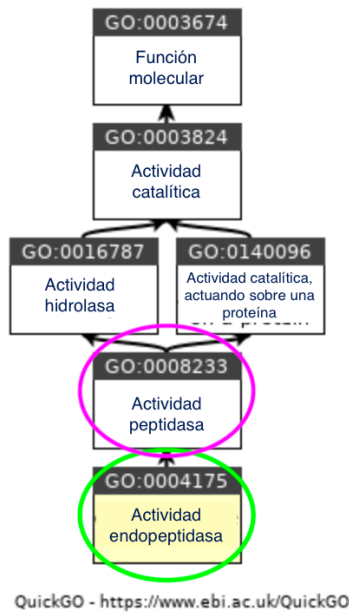 GO:0003674
Función
molecular
GO:0003824
Actividad
catalítica
GO:0016787
Actividad
hidrolasa
GO:0140096
Actividad catalítica,
actuando sobre una
proteína
GO:0008233
Actividad
peptidasa
GO:0004175
Actividad
endopeptidasa
QuickGO - https://www.ebi.ac.uk/QuickGO